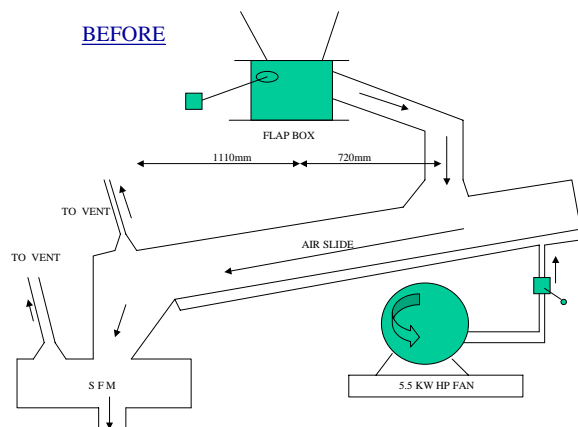 BEFORE
FLAP BOX
1110mm
720mm
TO VENT
AIR SLIDE
TO VENT
S F M
5.5 KW HP FAN